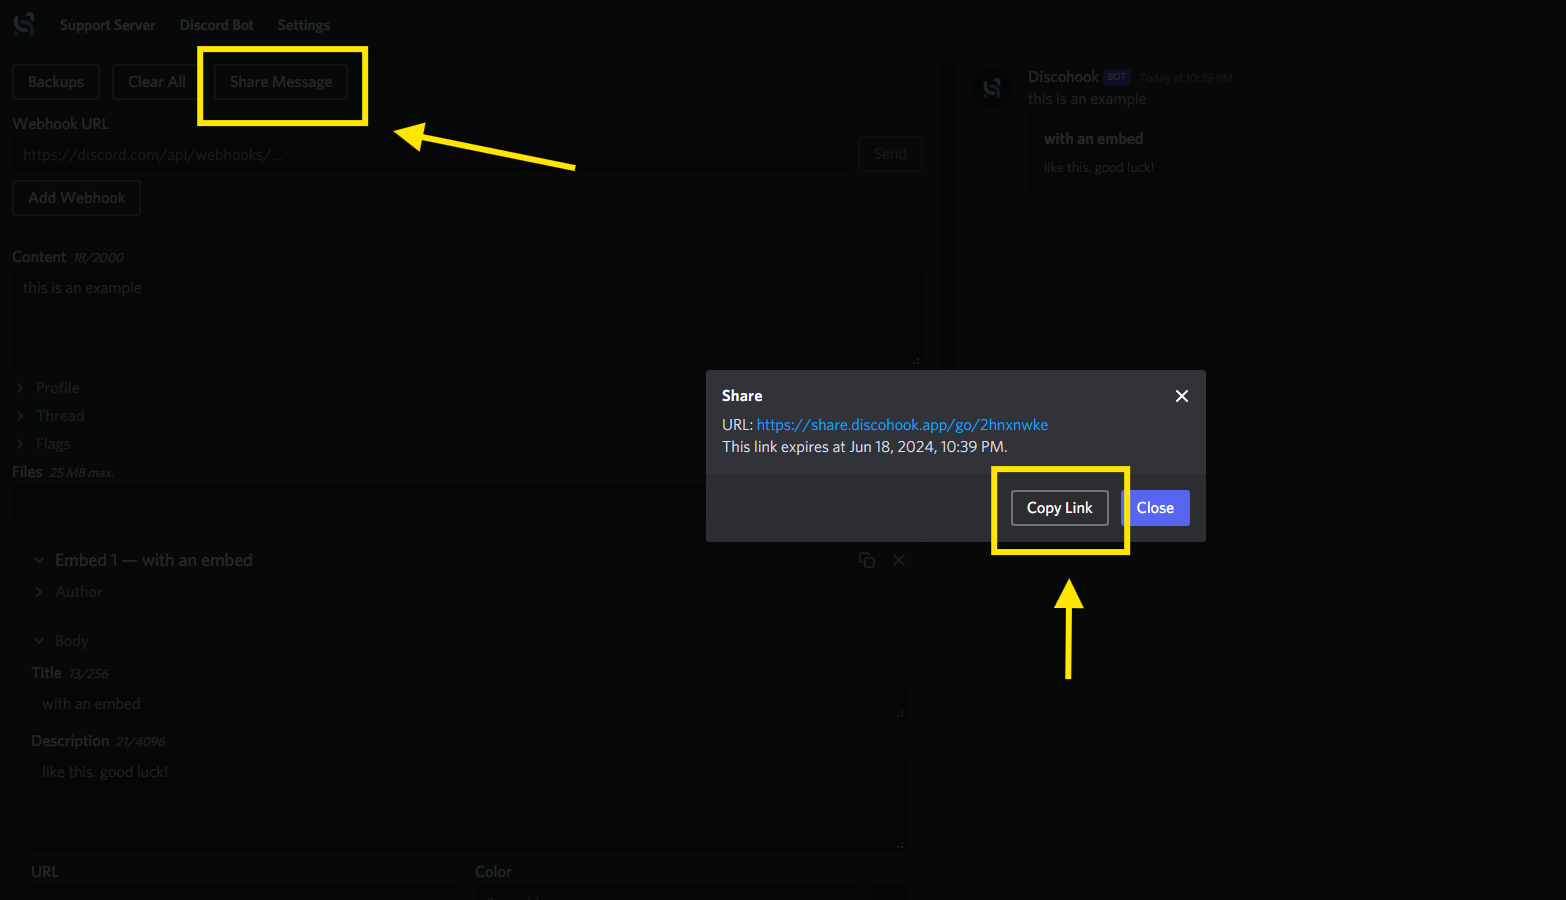 Support Server Discord Bot Settings
Backups Clear All Share Message
Webhook URL
https://discord.com/api/webhooks/... Send
Add Webhook
Content 18/2000
this is an example
Profile
Thread
Flags
Files 25 MB max.
Embed 1 — with an embed
Author
Body
Title 13/256
with an embed
Description 21/4096
like this. good luck!
URL Color
Discohook BOT Today at 10:39 PM
this is an example
with an embed
like this. good luck!
Share
URL: https://share.discohook.app/go/2hnxnwke
This link expires at Jun 18, 2024, 10:39 PM.
Copy Link Close